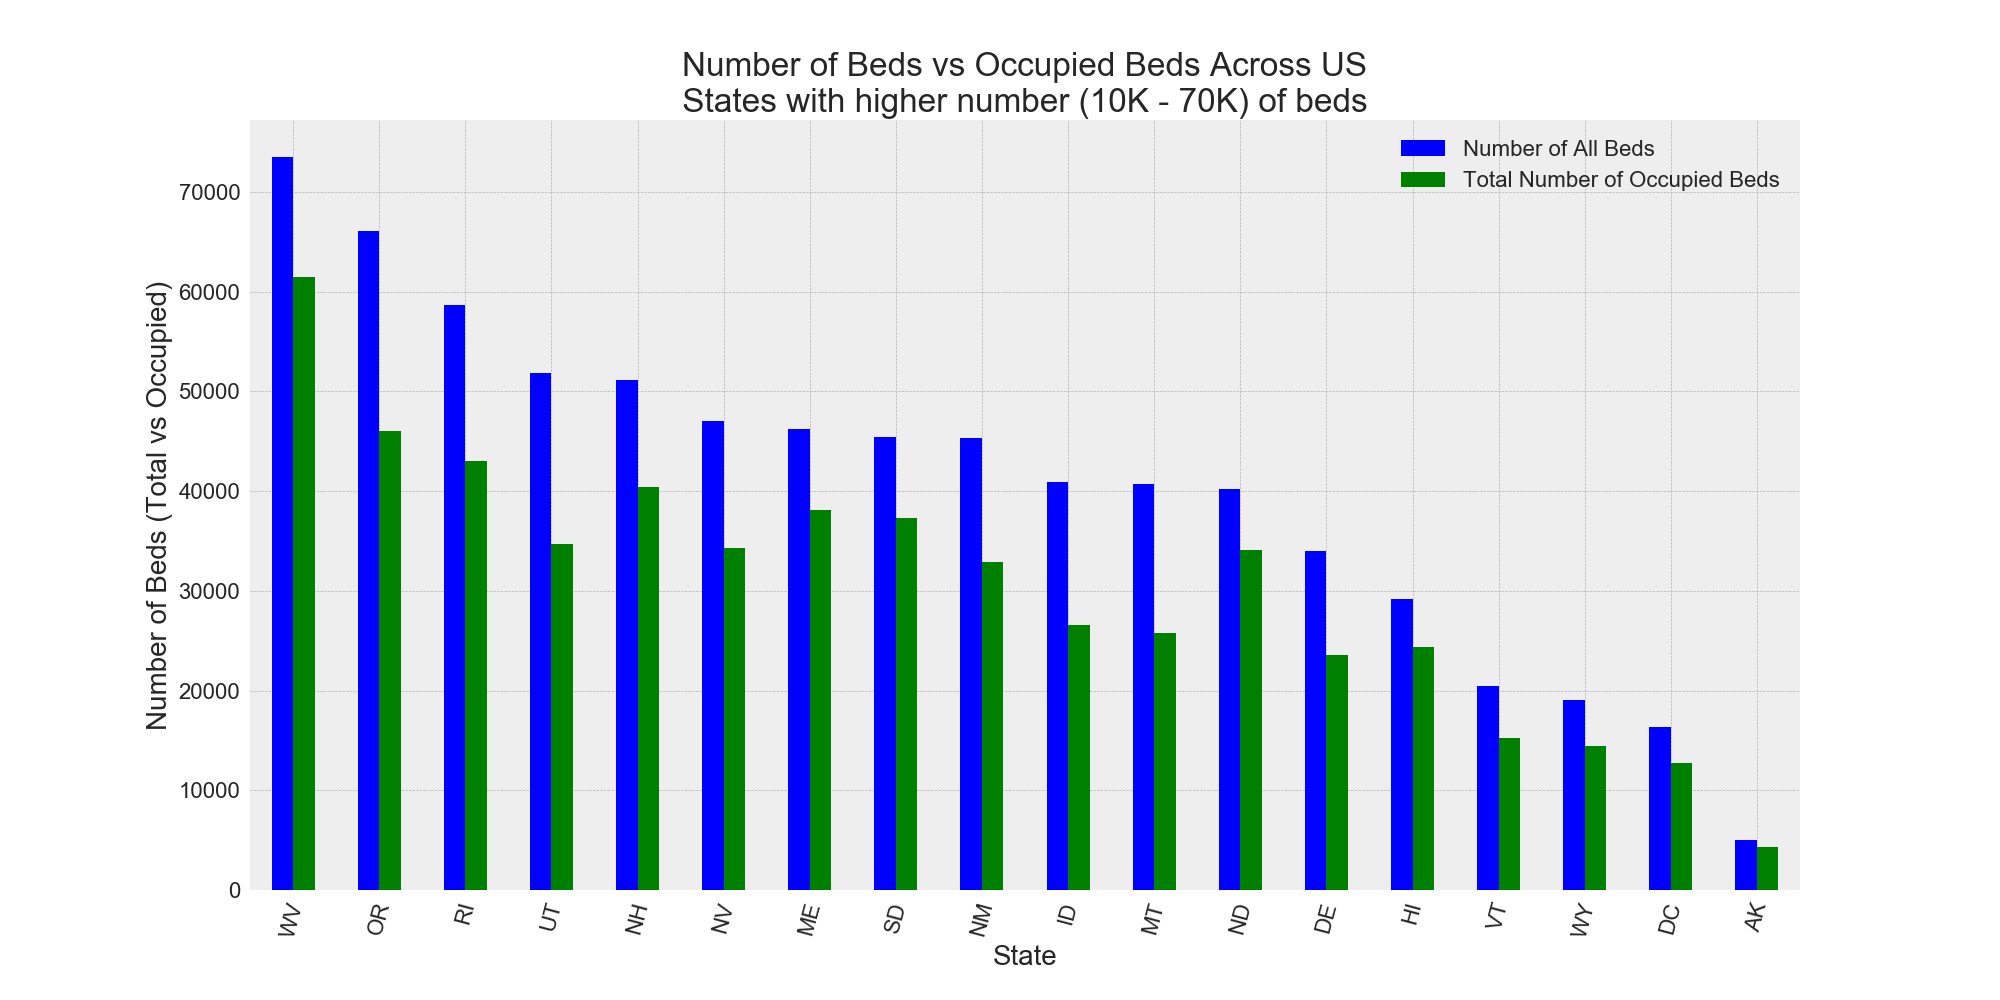 Number of Beds vs Occupied Beds Across US
States with higher number (10K - 70K) of beds
Number of All Beds
Total Number of Occupied Beds
Number of Beds (Total vs Occupied)
70000
60000
50000
40000
30000
20000
10000
0
WV OR RI UT NH NV ME SD NM ID MT ND DE HI VT WY DC AK
State